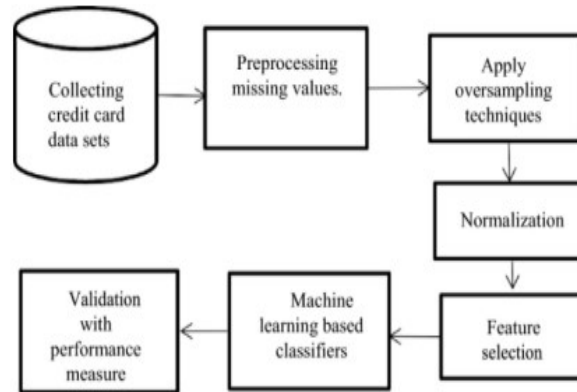 Collecting
credit card
data sets
Preprocessing
missing values.
Apply
oversampling
techniques
Normalization
Feature
selection
Machine
learning based
classifiers
Validation
with
performance
measure